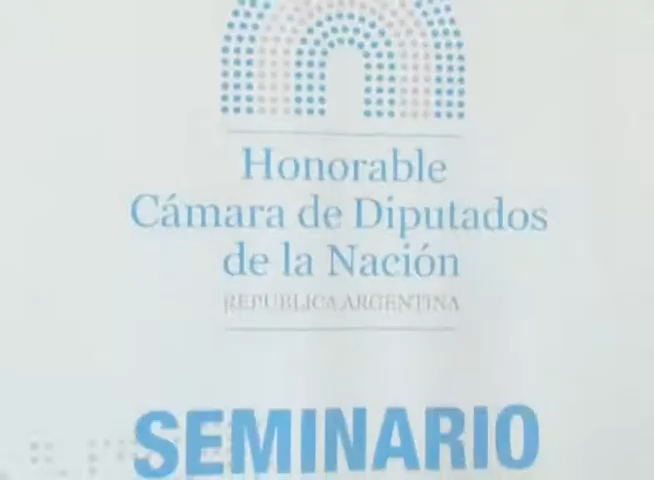 Honorable
Cámara de Diputados
de la Nación
REPUBLICA ARGENTINA
SEMINARIO